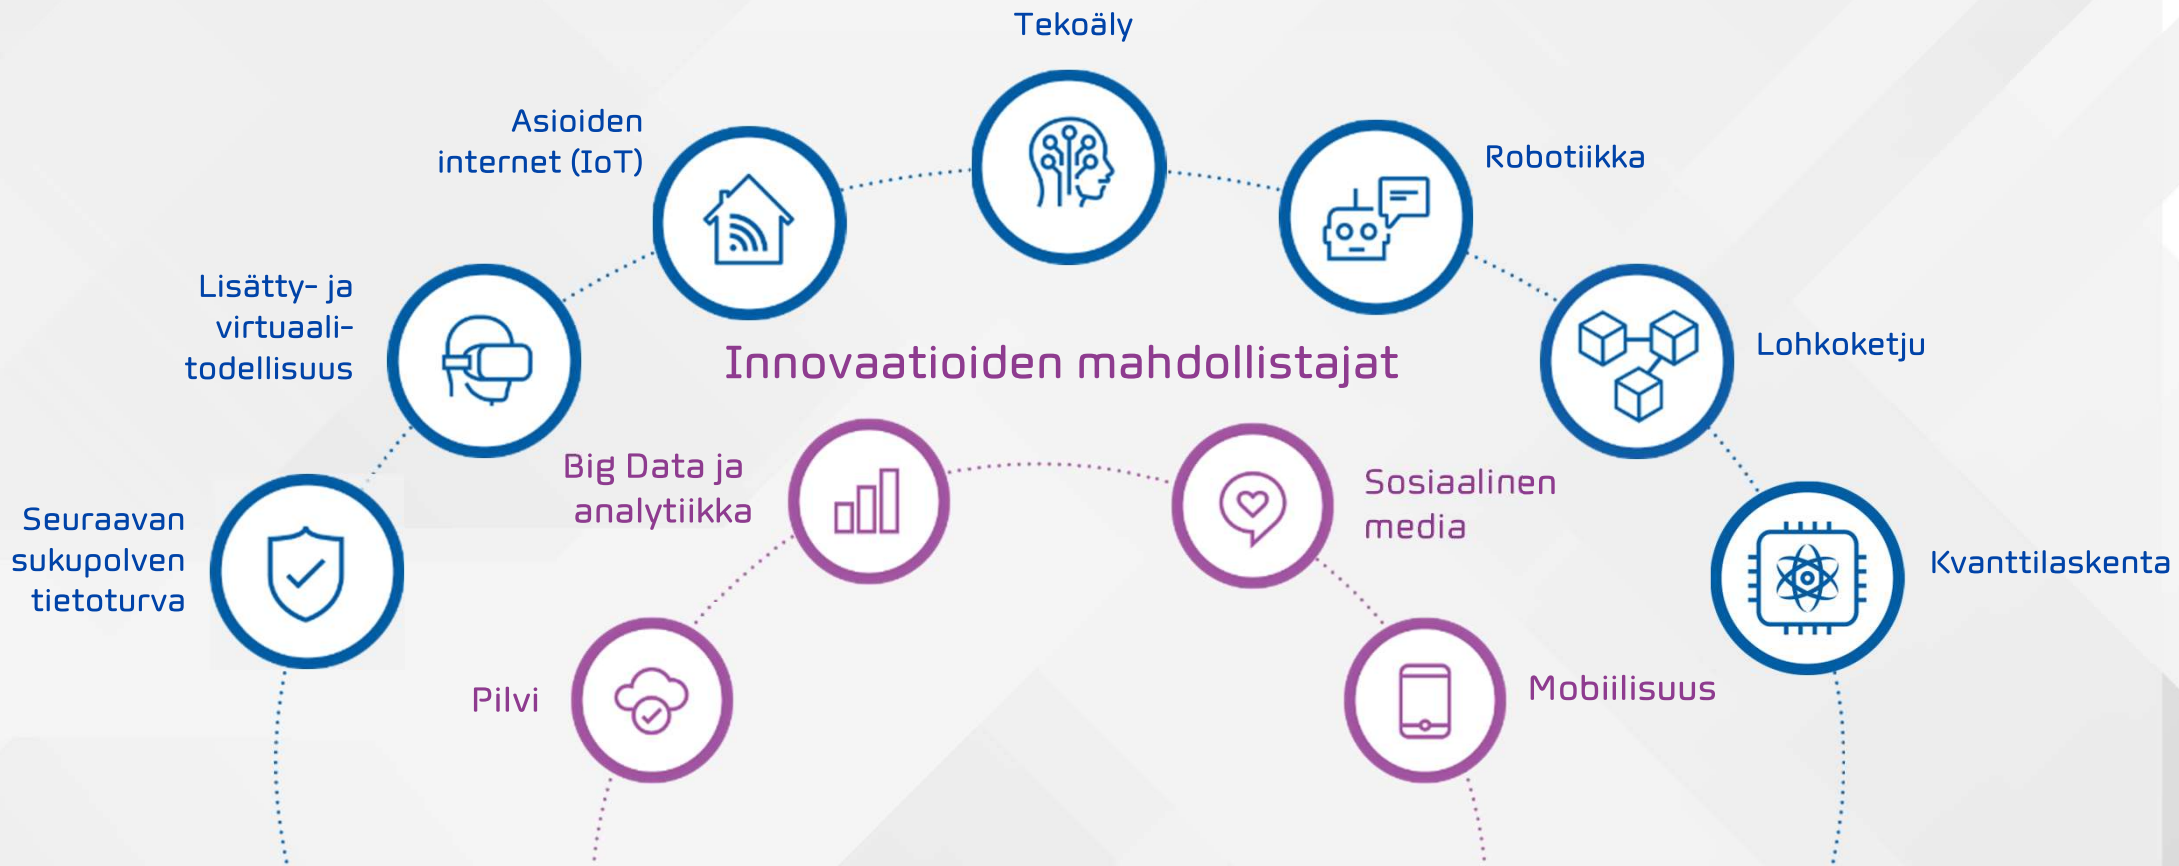 Tekoäly
Asioiden
internet (IoT)
Robotiikka
Lisätty- ja
virtuaali-
todellisuus
Lohkoketju
Innovaatioiden mahdollistajat
Big Data ja
analytiikka
Sosiaalinen
media
Seuraavan
sukupolven
tietoturva
Kvanttilaskenta
Pilvi
Mobiilisuus